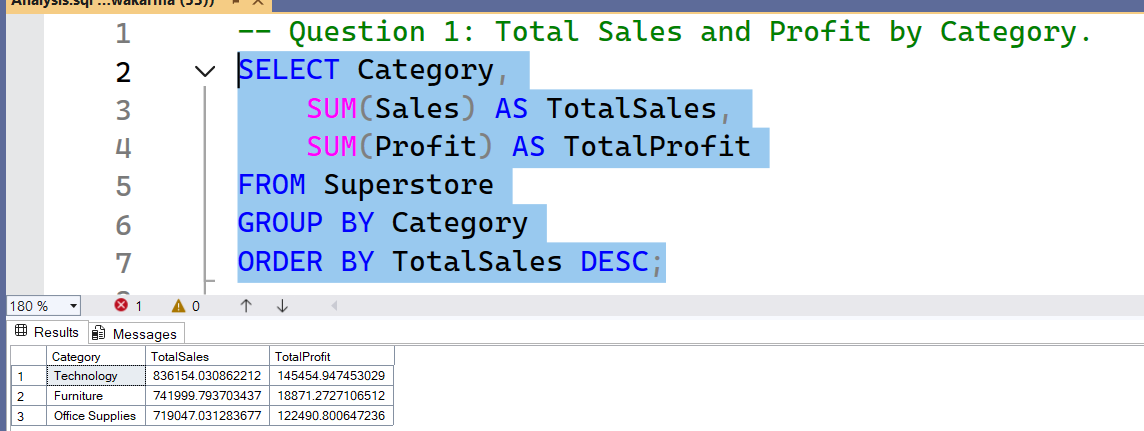 Analysis.sql ...wakarma (53))
1 -- Question 1: Total Sales and Profit by Category.
2 SELECT Category,
3 SUM(Sales) AS TotalSales,
4 SUM(Profit) AS TotalProfit
5 FROM Superstore
6 GROUP BY Category
7 ORDER BY TotalSales DESC;
180 % 1 0
Results Messages
Category TotalSales TotalProfit
1 Technology 836154.030862212 145454.947453029
2 Furniture 741999.793703437 18871.2727106512
3 Office Supplies 719047.031283677 122490.800647236